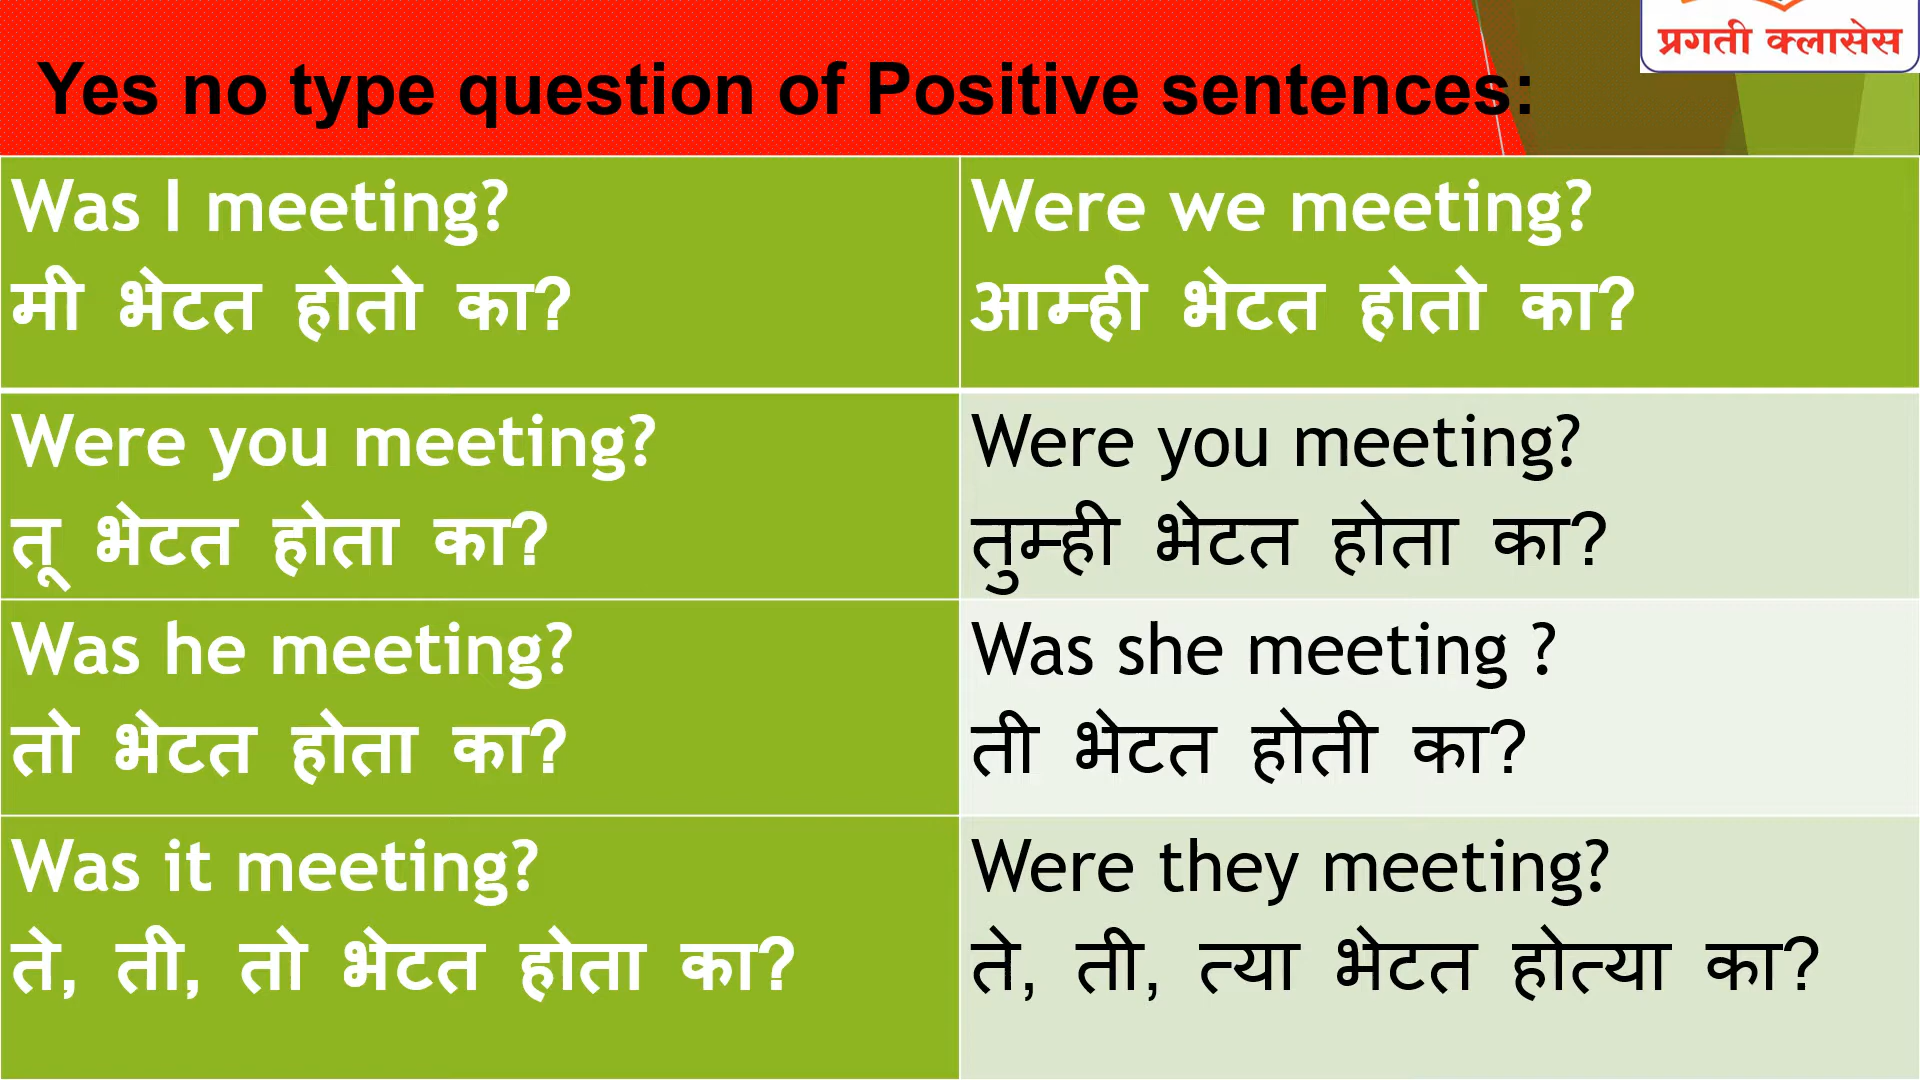 प्रगती क्लासेस
Yes no type question of Positive sentences:
Was I meeting?
मी भेटत होतो का?
Were we meeting?
आम्ही भेटत होतो का?
Were you meeting?
तू भेटत होता का?
Were you meeting?
तुम्ही भेटत होता का?
Was he meeting?
तो भेटत होता का?
Was she meeting ?
ती भेटत होती का?
Was it meeting?
ते, ती, तो भेटत होता का?
Were they meeting?
ते, ती, त्या भेटत होत्या का?